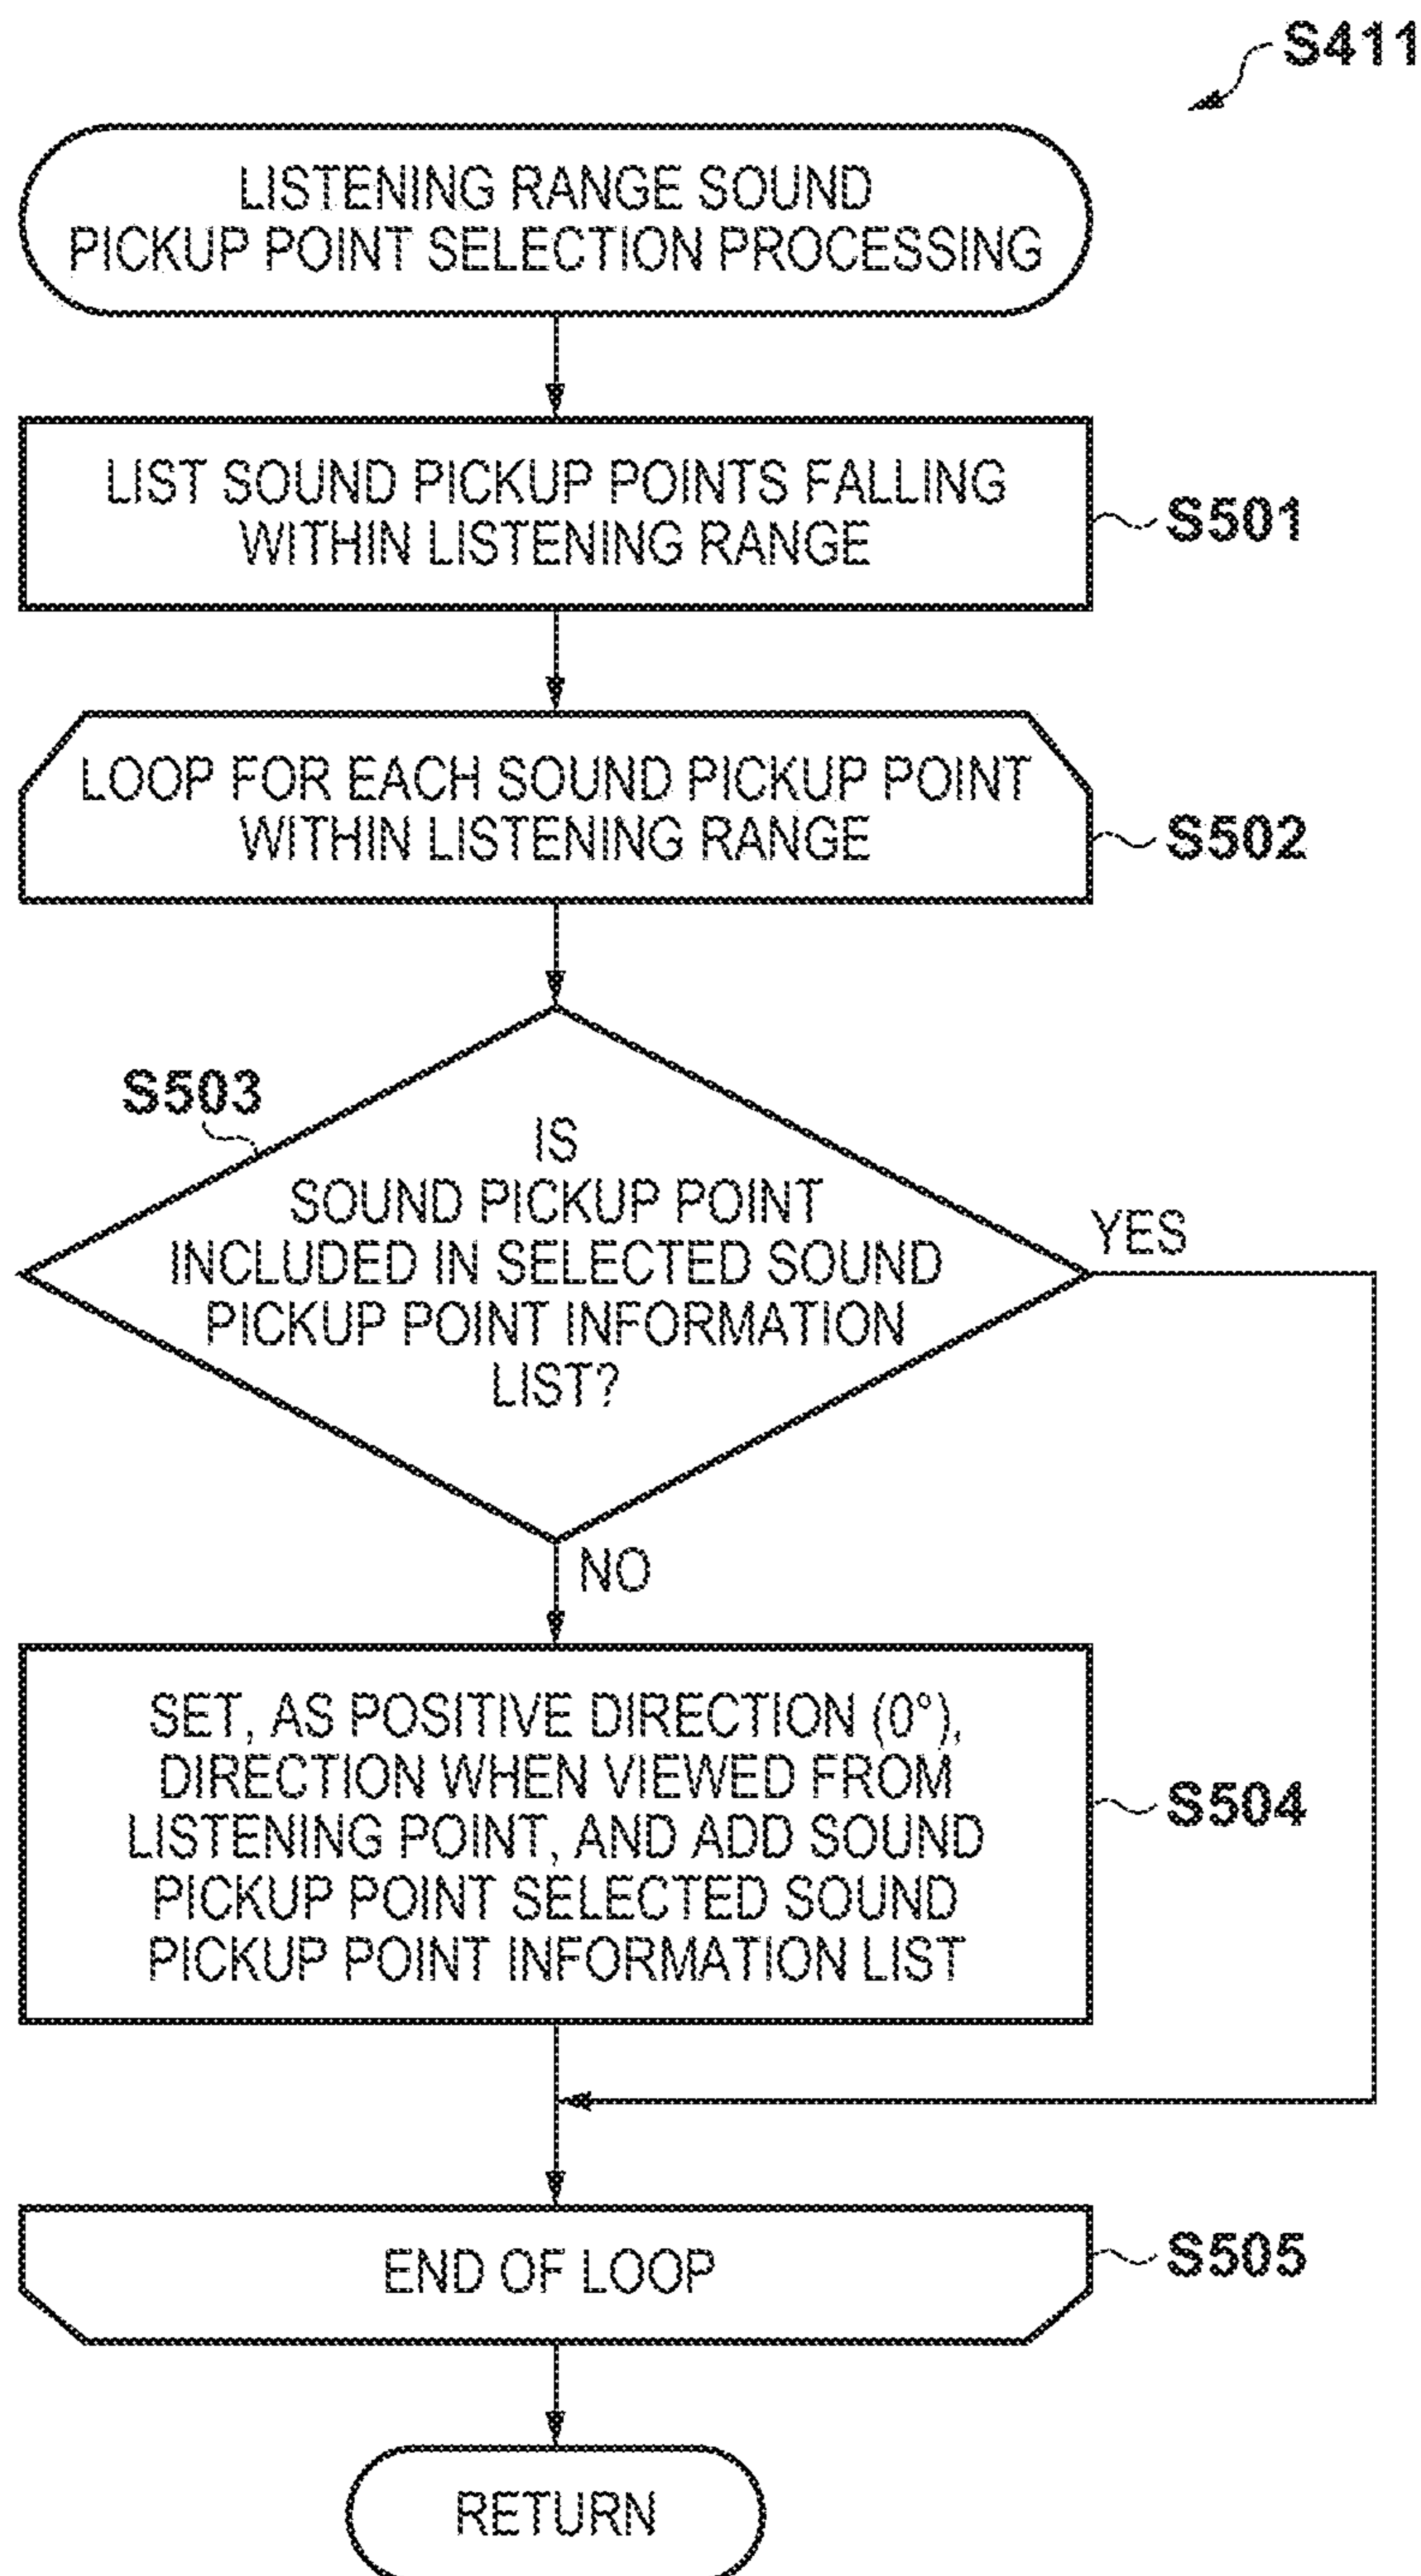 S411
LISTENING RANGE SOUND
PICKUP POINT SELECTION PROCESSING
LIST SOUND PICKUP POINTS FALLING
WITHIN LISTENING RANGE
S501
LOOP FOR EACH SOUND PICKUP POINT
WITHIN LISTENING RANGE
S502
S503
IS
SOUND PICKUP POINT
INCLUDED IN SELECTED SOUND
PICKUP POINT INFORMATION
LIST?
YES
NO
SET, AS POSITIVE DIRECTION (0°),
DIRECTION WHEN VIEWED FROM
LISTENING POINT, AND ADD SOUND
PICKUP POINT SELECTED SOUND
PICKUP POINT INFORMATION LIST
S504
END OF LOOP
S505
RETURN